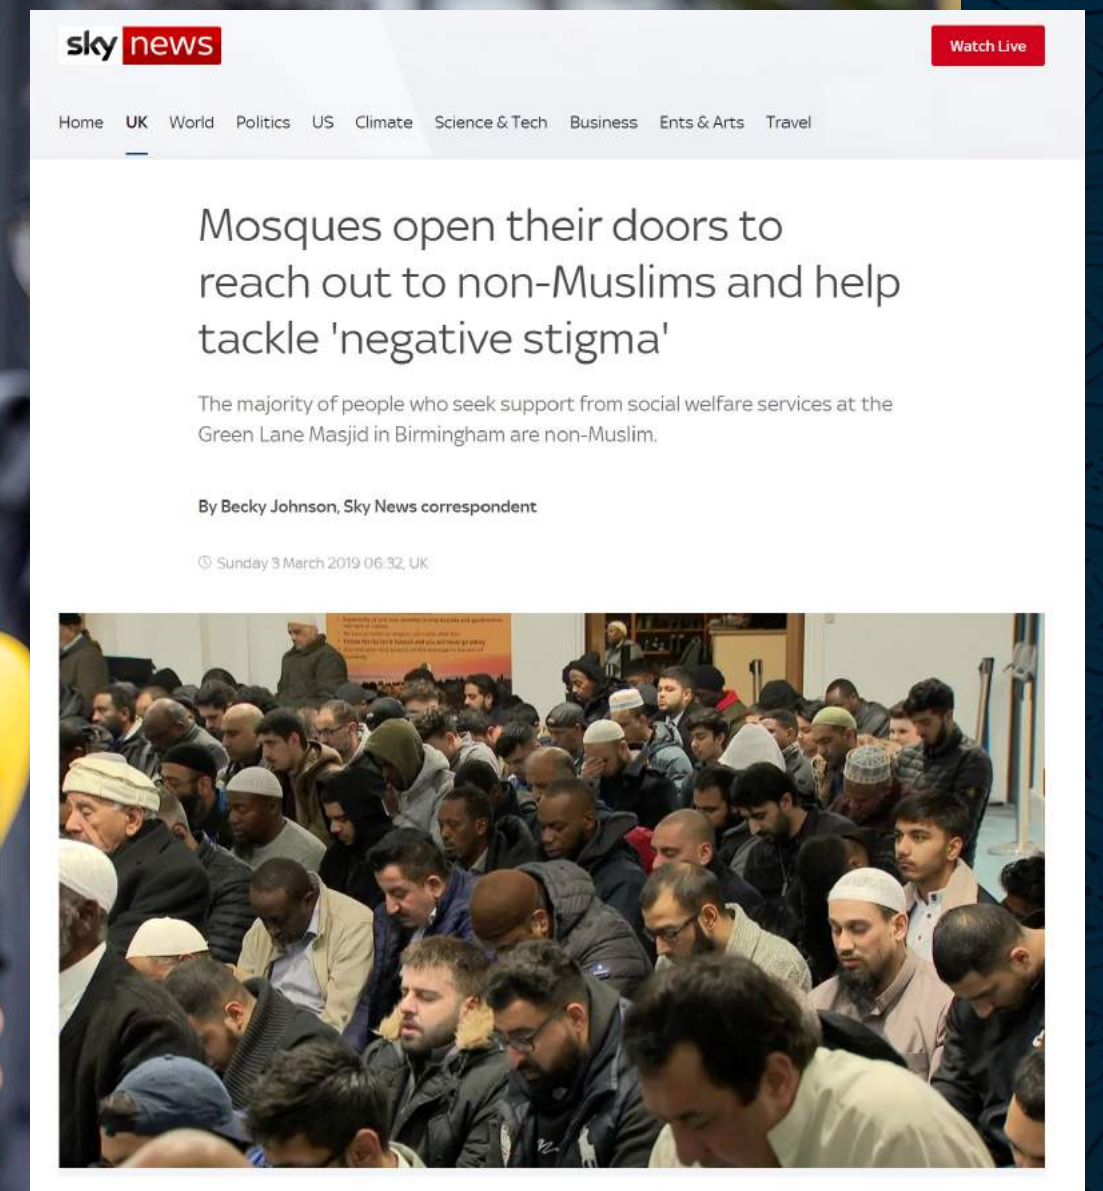 sky news
Watch Live
Home UK World Politics US Climate Science & Tech Business Ents & Arts Travel
Mosques open their doors to
reach out to non-Muslims and help
tackle 'negative stigma'
The majority of people who seek support from social welfare services at the
Green Lane Masjid in Birmingham are non-Muslim.
By Becky Johnson, Sky News correspondent
Sunday 3 March 2019 06:32, UK